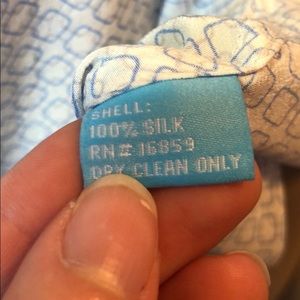 SHELL:
100% SILK
RN# 16859
DRY CLEAN ONLY